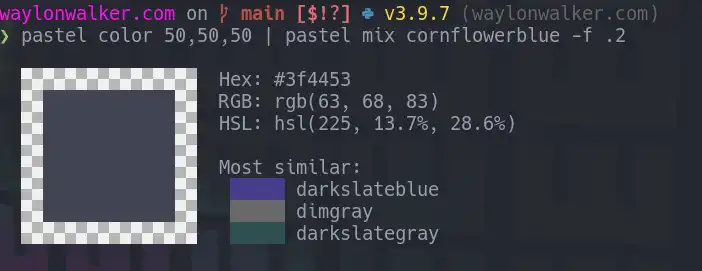 waylonwalker.com on main [$!?] v3.9.7 (waylonwalker.com)
❯ pastel color 50,50,50 | pastel mix cornflowerblue -f .2
Hex: #3f4453
RGB: rgb(63, 68, 83)
HSL: hsl(225, 13.7%, 28.6%)
Most similar:
darkslateblue
dimgray
darkslategray